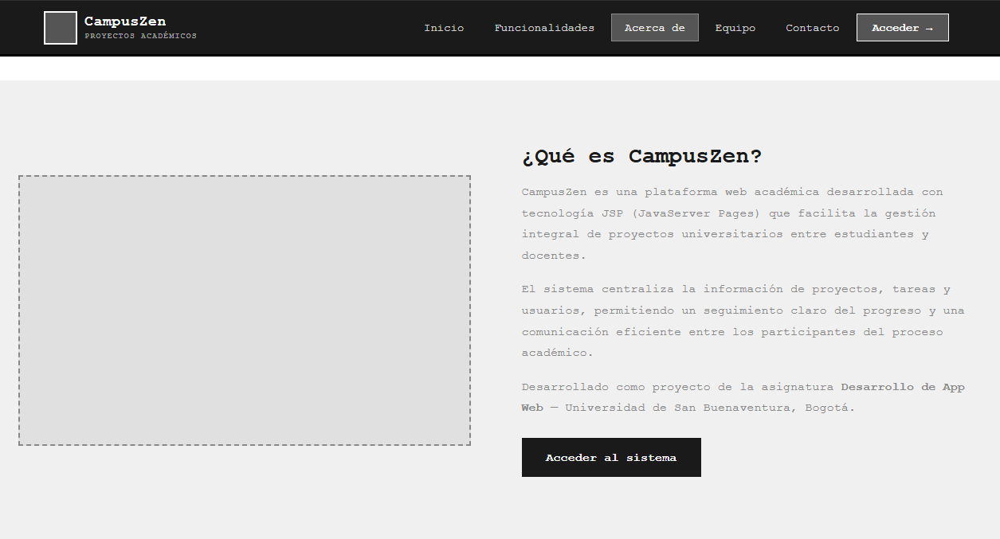 CampusZen
PROYECTOS ACADÉMICOS
Inicio
Funcionalidades
Acerca de
Equipo
Contacto
Acceder →
¿Qué es CampusZen?
CampusZen es una plataforma web académica desarrollada con
tecnología JSP (JavaServer Pages) que facilita la gestión
integral de proyectos universitarios entre estudiantes y
docentes.
El sistema centraliza la información de proyectos, tareas y
usuarios, permitiendo un seguimiento claro del progreso y una
comunicación eficiente entre los participantes del proceso
académico.
Desarrollado como proyecto de la asignatura Desarrollo de App
Web — Universidad de San Buenaventura, Bogotá.
Acceder al sistema